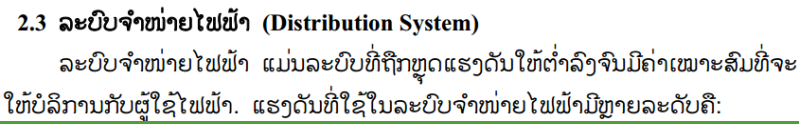 2.3 ລະບົບຈຳໜ່າຍໄຟຟ້າ (Distribution System)
ລະບົບຈຳໜ່າຍໄຟຟ້າ ແມ່ນລະບົບທີ່ຖືກຫຼຸດແຮງດັນໃຫ້ຕ່ຳລົງຈົນມີຄ່າເໝາະສົມທີ່ຈະ
ໃຫ້ບໍລິການກັບຜູ້ໃຊ້ໄຟຟ້າ. ແຮງດັນທີ່ໃຊ້ໃນລະບົບຈຳໜ່າຍໄຟຟ້າມີຫຼາຍລະດັບຄື: